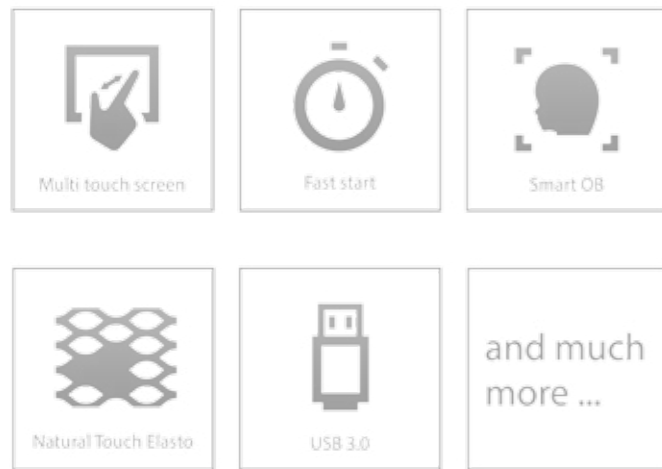 Multi touch screen
Fast start
Smart OB
Natural Touch Elasto
USB 3.0
and much
more ...